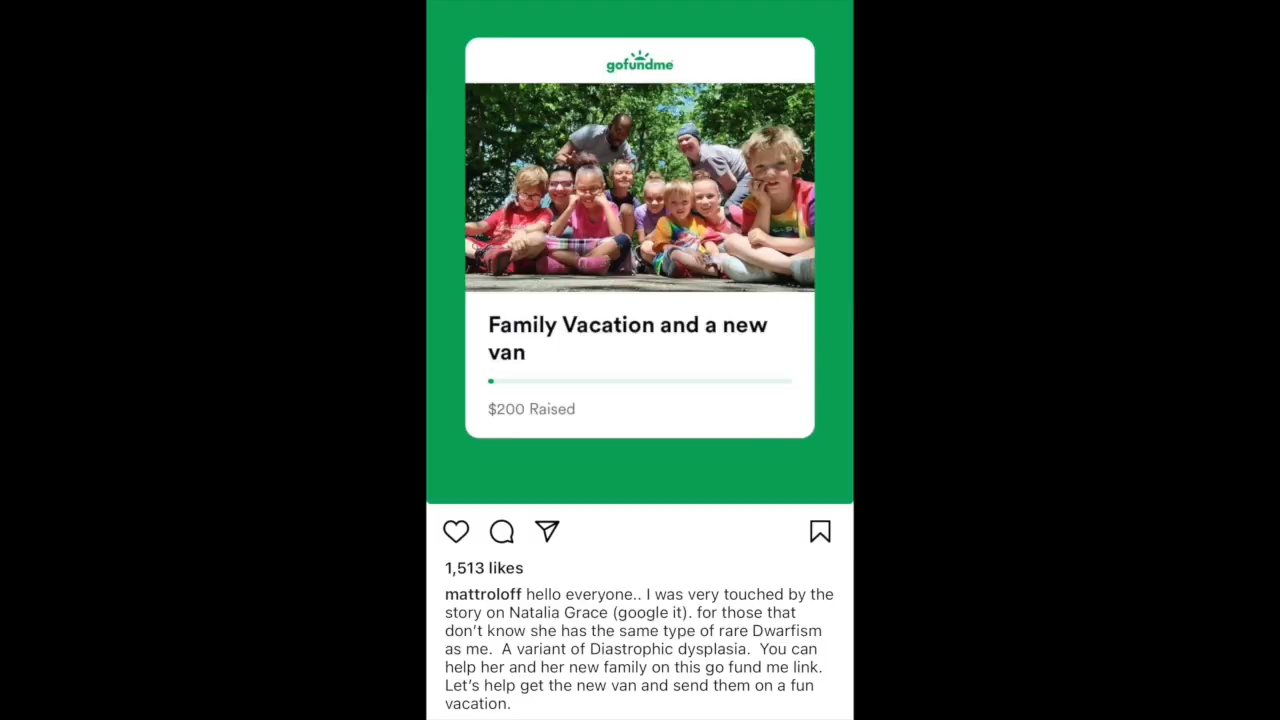 gofundme
Family Vacation and a new
van
$200 Raised
1,513 likes
mattroloff hello everyone.. I was very touched by the
story on Natalia Grace (google it). for those that
don't know she has the same type of rare Dwarfism
as me.  A variant of Diastrophic dysplasia.  You can
help her and her new family on this go fund me link.
Let's help get the new van and send them on a fun
vacation.